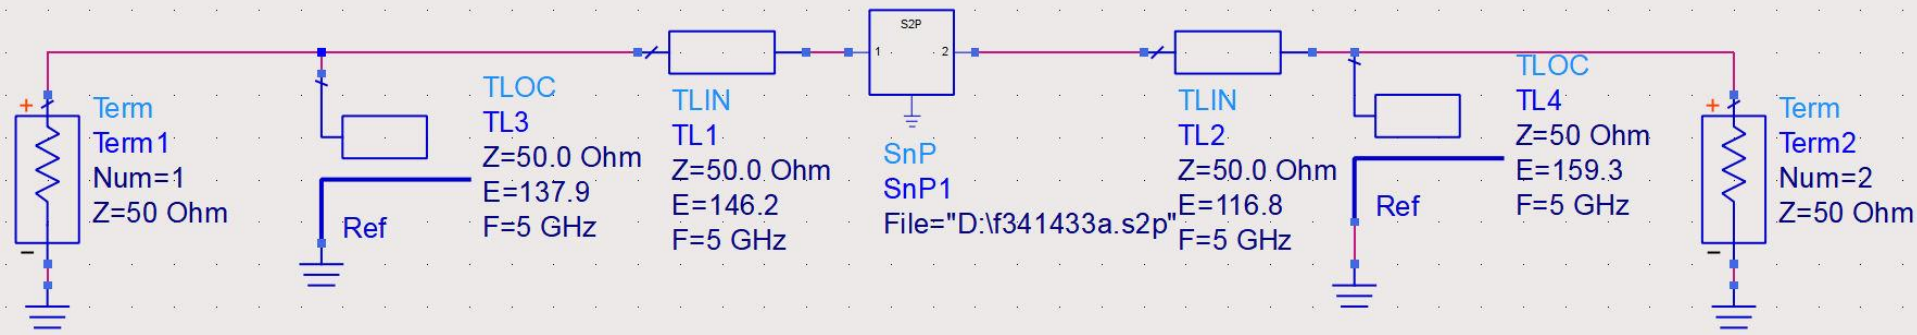 +
Term
Term1
Num=1
Z=50 Ohm
−
Ref
TLOC
TL3
Z=50.0 Ohm
E=137.9
F=5 GHz
TLIN
TL1
Z=50.0 Ohm
E=146.2
F=5 GHz
S2P
1 2
SnP
SnP1
File="D:\f341433a.s2p"
TLIN
TL2
Z=50.0 Ohm
E=116.8
F=5 GHz
Ref
TLOC
TL4
Z=50 Ohm
E=159.3
F=5 GHz
+
Term
Term2
Num=2
Z=50 Ohm
−